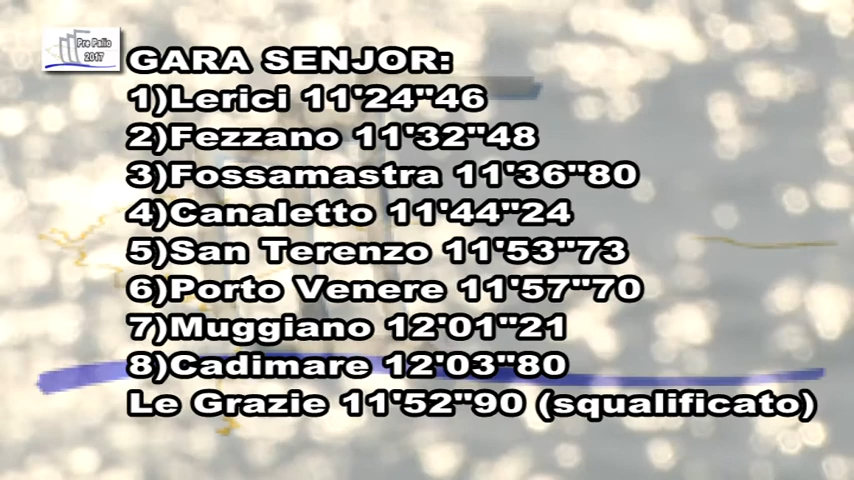 Pre Palio
2017
GARA SENJOR:
1)Lerici 11'24"46
2)Fezzano 11'32"48
3)Fossamastra 11'36"80
4)Canaletto 11'44"24
5)San Terenzo 11'53"73
6)Porto Venere 11'57"70
7)Muggiano 12'01"21
8)Cadimare 12'03"80
Le Grazie 11'52"90 (squalificato)